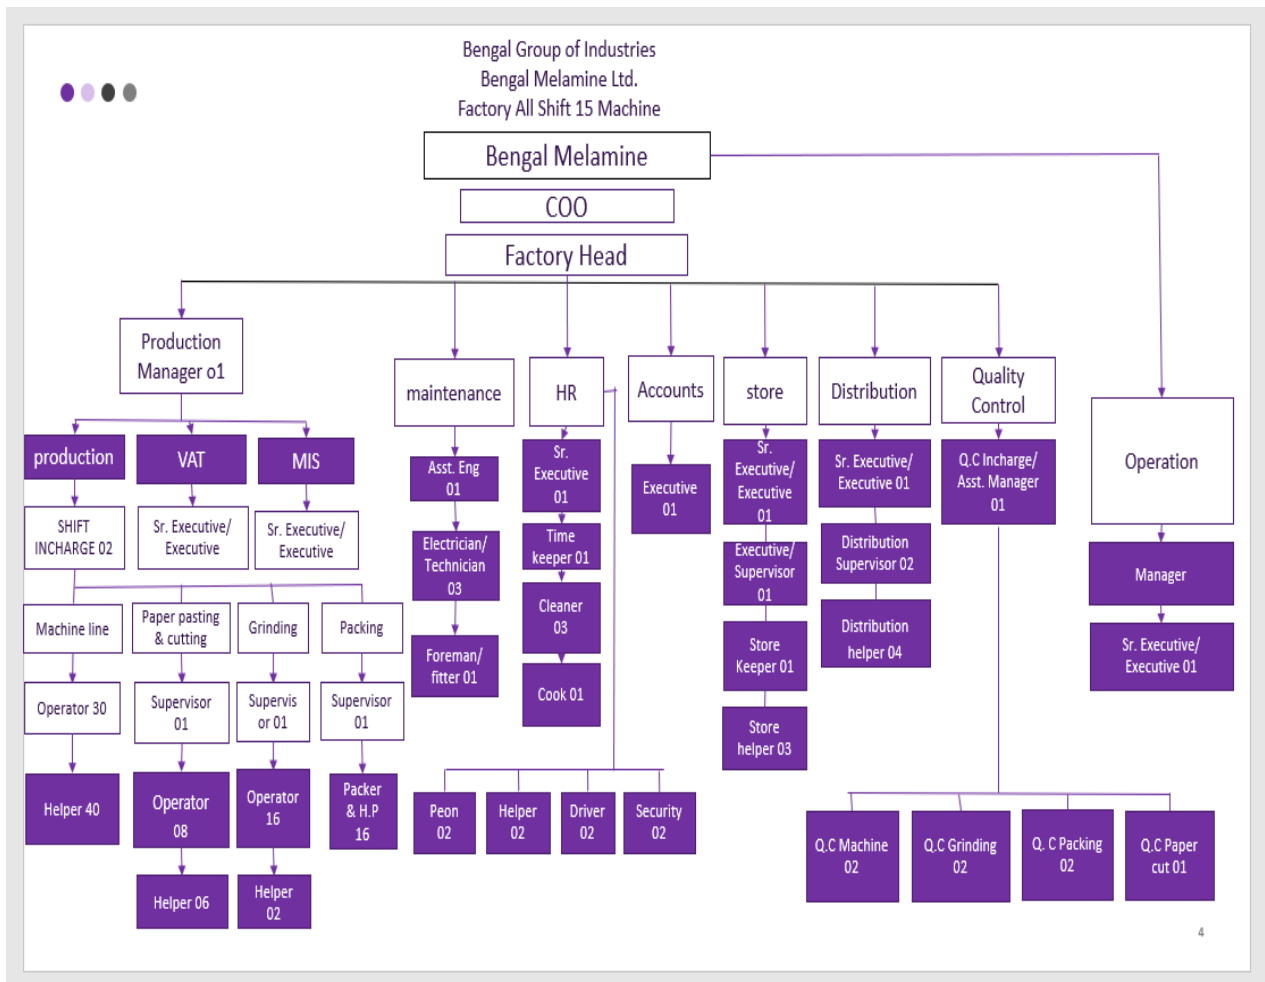 Bengal Group of Industries
Bengal Melamine Ltd.
Factory All Shift 15 Machine
Bengal Melamine
COO
Factory Head
Production
Manager o1
maintenance
HR
Accounts
store
Distribution
Quality
Control
Operation
production
VAT
MIS
SHIFT
INCHARGE 02
Sr. Executive/
Executive
Sr. Executive/
Executive
Machine line
Paper pasting
& cutting
Grinding
Packing
Operator 30
Supervisor
01
Supervis
or 01
Supervisor
01
Helper 40
Operator
08
Operator
16
Packer
& H.P
16
Helper 06
Helper
02
Asst. Eng
01
Electrician/
Technician
03
Foreman/
fitter 01
Sr.
Executive
01
Time
keeper 01
Cleaner
03
Cook 01
Peon
02
Helper
02
Driver
02
Security
02
Executive
01
Sr.
Executive/
Executive
01
Executive/
Supervisor
01
Store
Keeper 01
Store
helper 03
Sr. Executive/
Executive 01
Distribution
Supervisor 02
Distribution
helper 04
Q.C Incharge/
Asst. Manager
01
Q.C Machine
02
Q.C Grinding
02
Q. C Packing
02
Q.C Paper
cut 01
Manager
Sr. Executive/
Executive 01
4